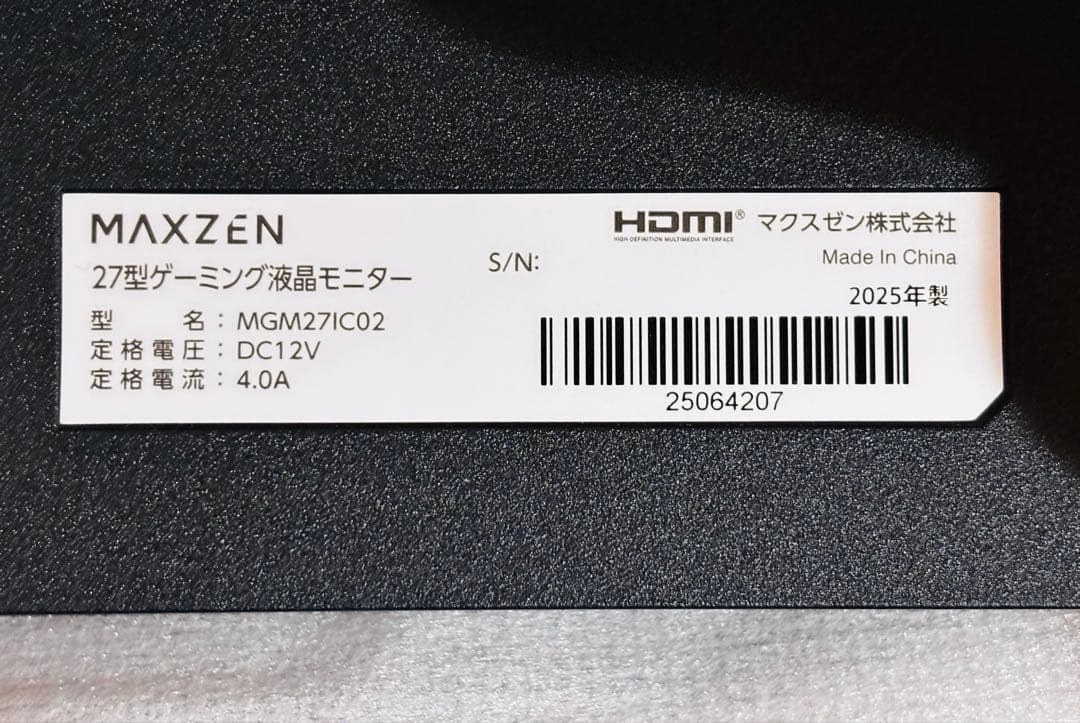 MAXZEN
27型ゲーミング液晶モニター
型名：MGM27IC02
定格電圧：DC12V
定格電流：4.0A
S/N:
HDMI® マクスゼン株式会社
HIGH-DEFINITION MULTIMEDIA INTERFACE
Made In China
2025年製
25064207